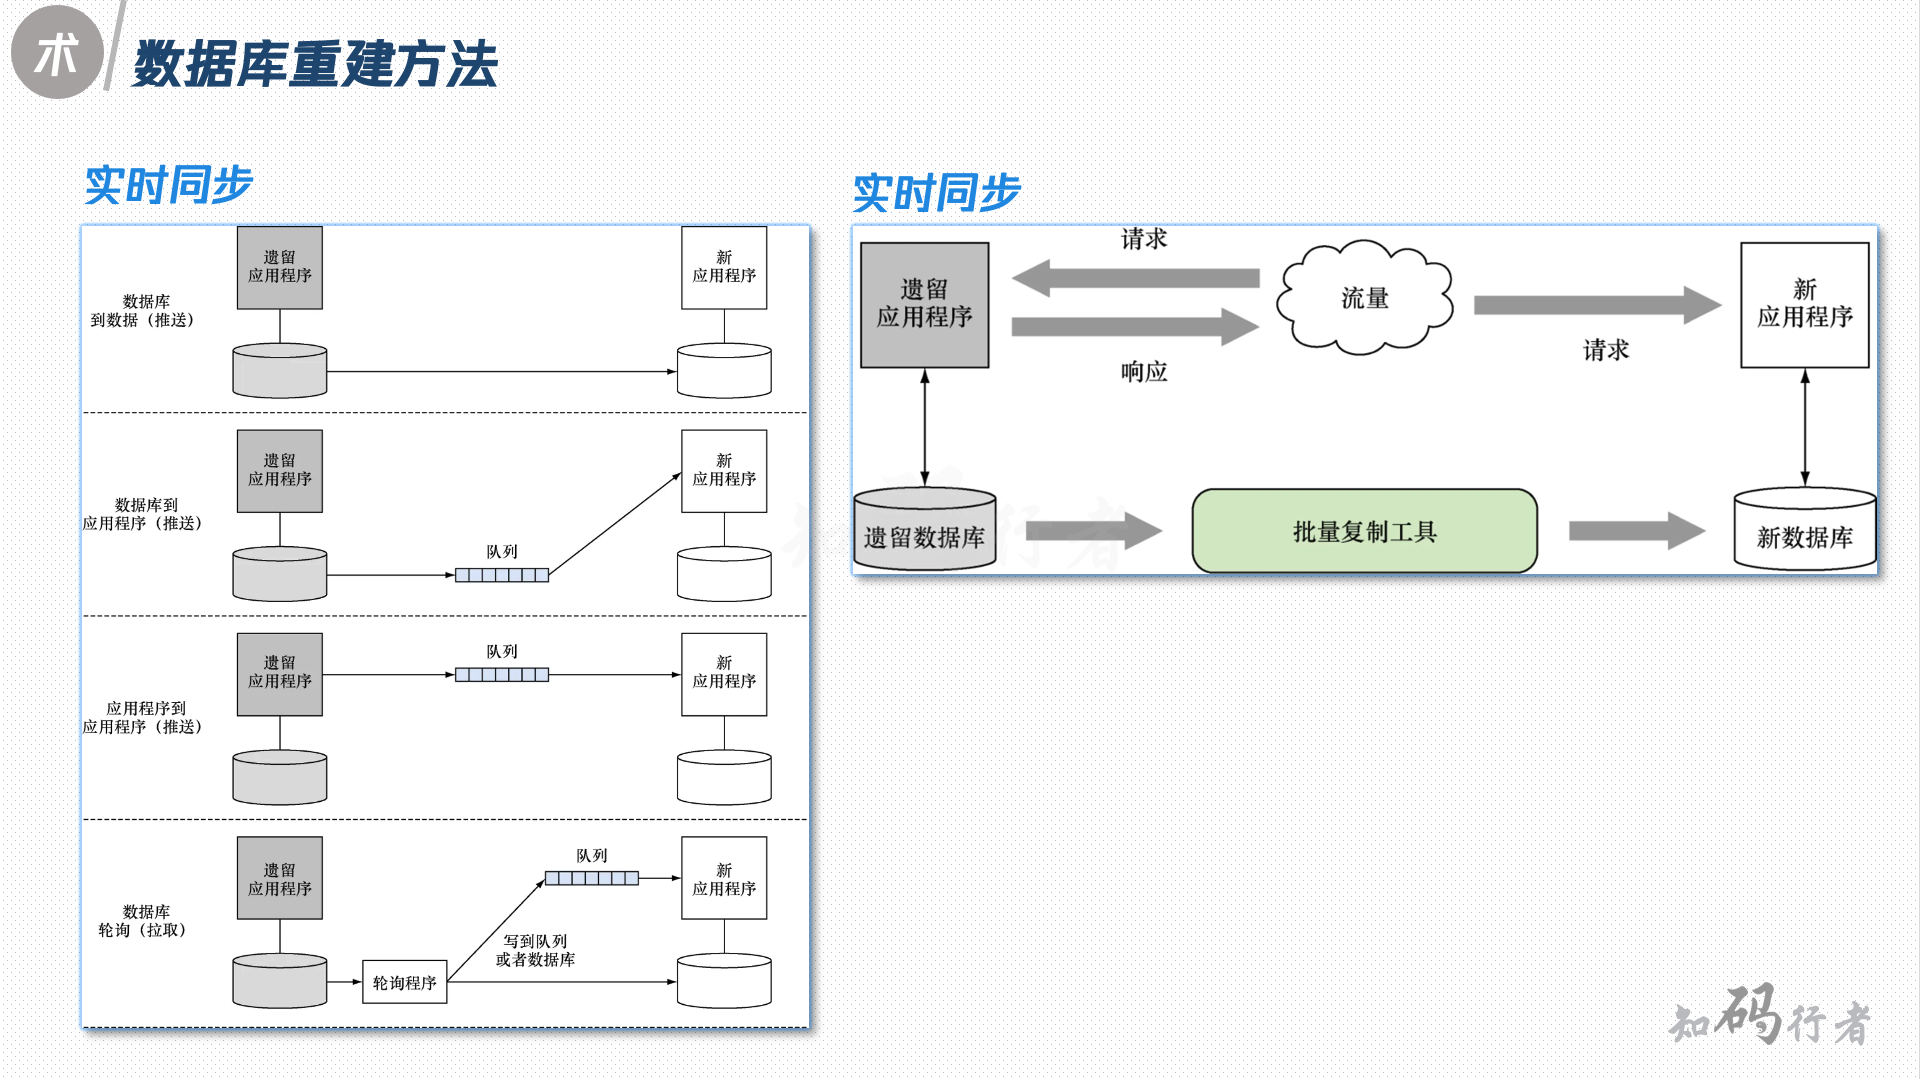 术
数据库重建方法
实时同步
数据库
到数据（推送）
遗留
应用程序
新
应用程序
数据库到
应用程序（推送）
遗留
应用程序
队列
新
应用程序
应用程序到
应用程序（推送）
遗留
应用程序
队列
新
应用程序
数据库
轮询（拉取）
遗留
应用程序
轮询程序
队列
写到队列
或者数据库
新
应用程序
实时同步
遗留
应用程序
请求
响应
流量
请求
新
应用程序
遗留数据库
批量复制工具
新数据库
知码行者